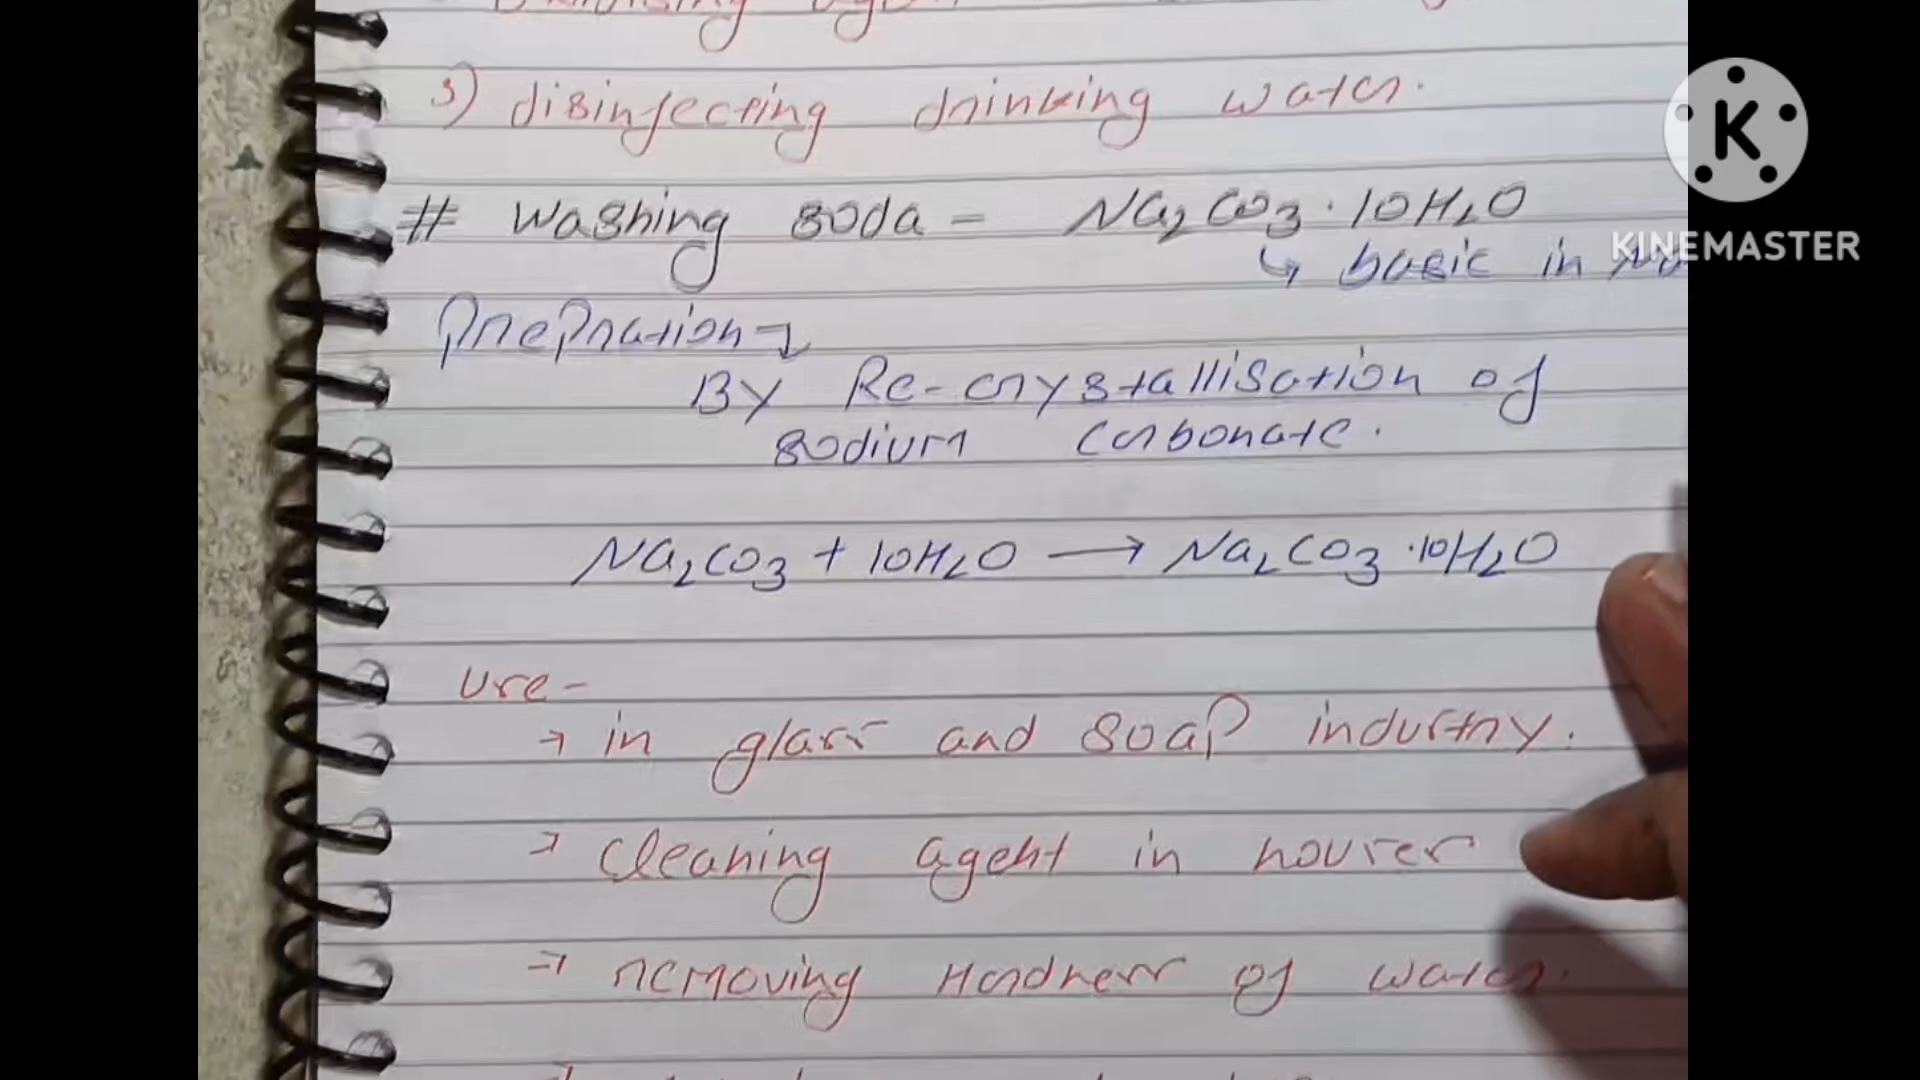 3) disinfecting drinking water.
# Washing soda - Na₂CO₃·10H₂O
↳ basic in
KINEMASTER
Prepration ↴
By Re-crystallisation of
sodium carbonate.
Na₂CO₃ + 10H₂O → Na₂CO₃·10H₂O
use-
→ in glass and soap industry.
→ cleaning agent in houses
→ removing Hardness of water.